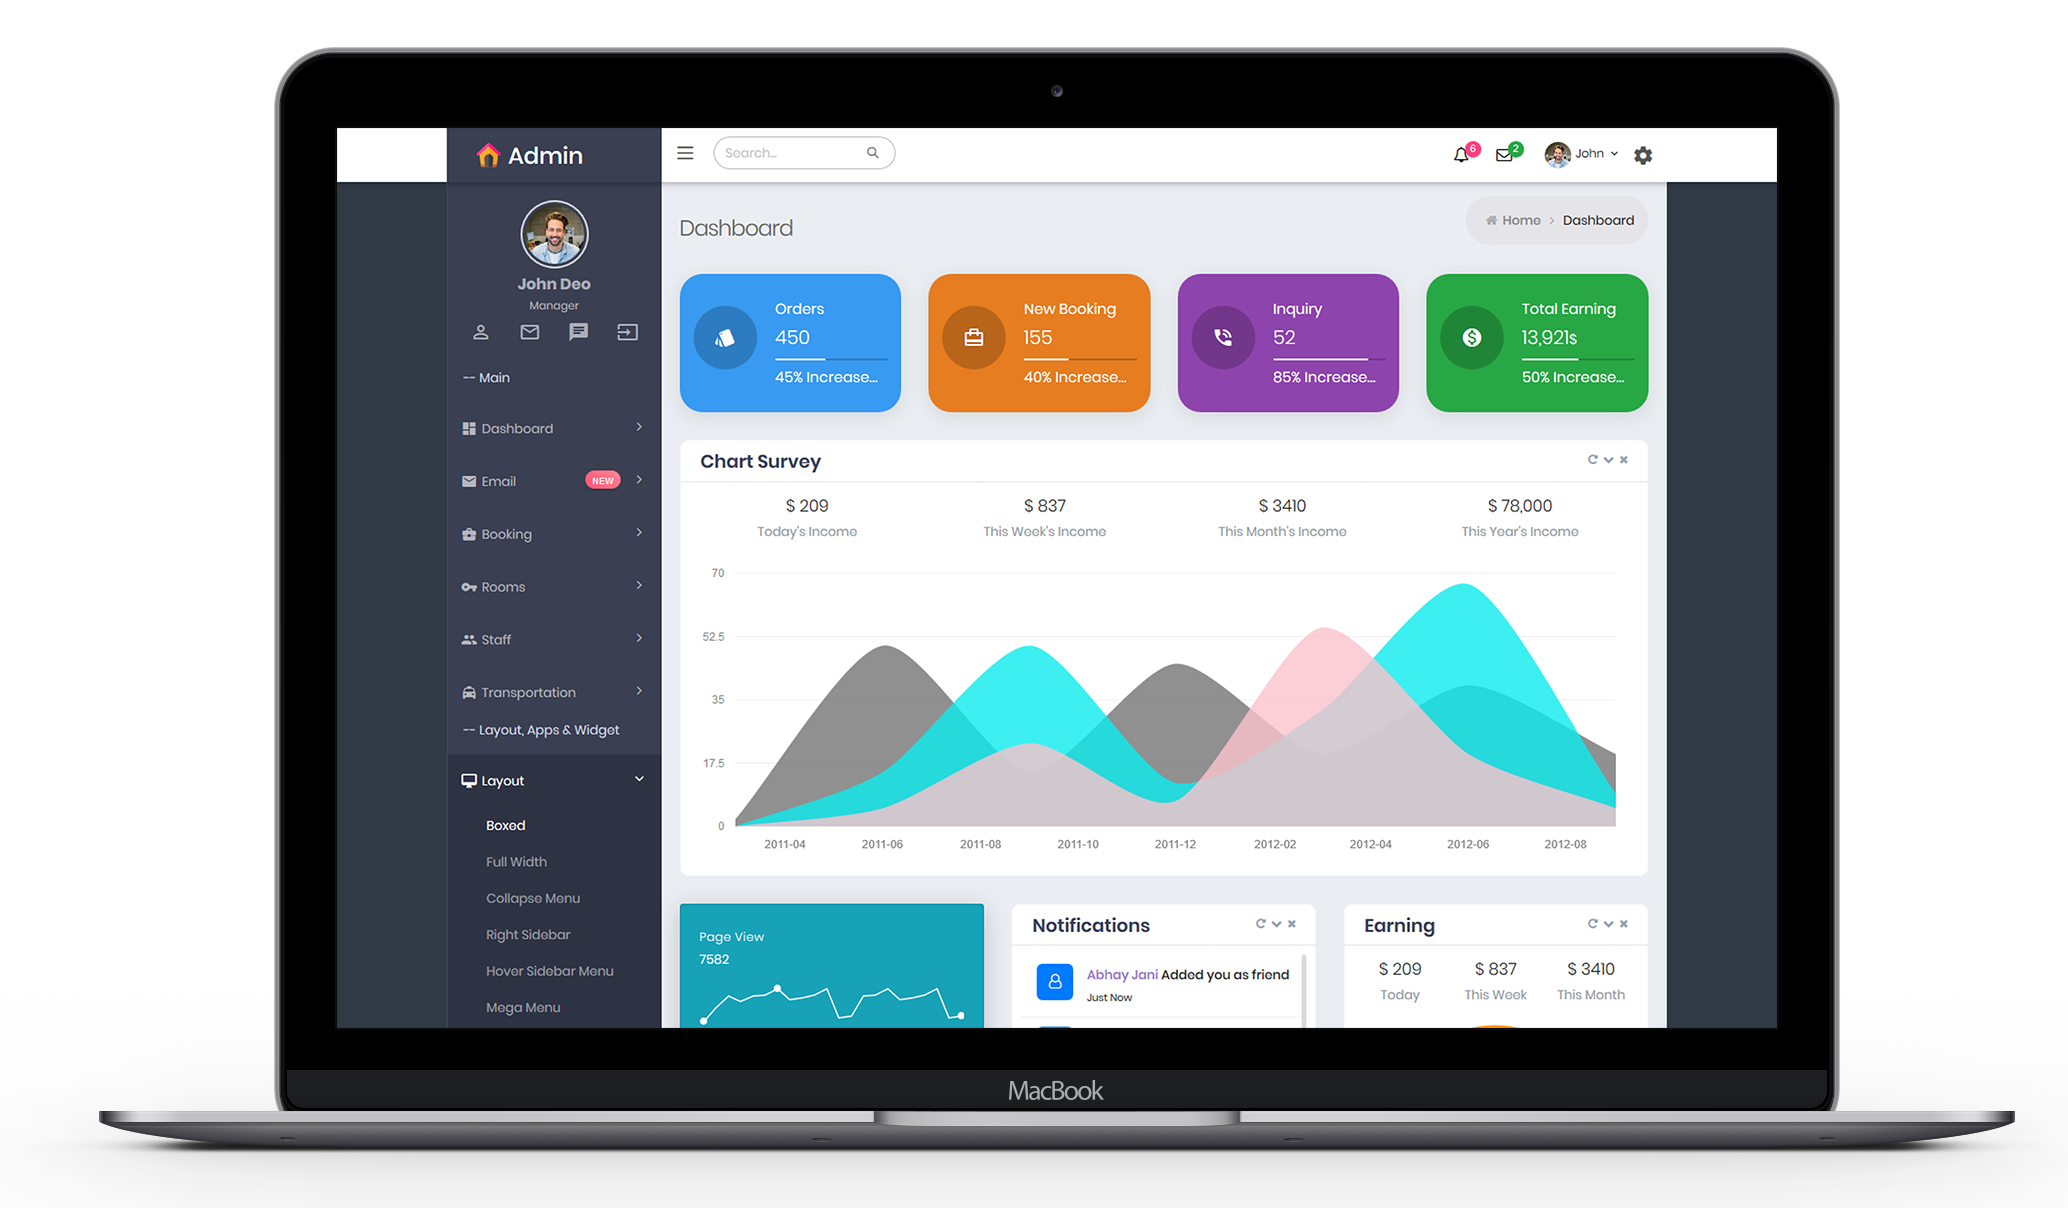 Admin
Search...
6
2
John
John Deo
Manager
-- Main
Dashboard
Email NEW
Booking
Rooms
Staff
Transportation
-- Layout, Apps & Widget
Layout
Boxed
Full Width
Collapse Menu
Right Sidebar
Hover Sidebar Menu
Mega Menu
Dashboard
Home > Dashboard
Orders
450
45% Increase...
New Booking
155
40% Increase...
Inquiry
52
85% Increase...
Total Earning
13,921$
50% Increase...
Chart Survey
$ 209
Today's Income
$ 837
This Week's Income
$ 3410
This Month's Income
$ 78,000
This Year's Income
70
52.5
35
17.5
0
2011-04 2011-06 2011-08 2011-10 2011-12 2012-02 2012-04 2012-06 2012-08
Page View
7582
Notifications
Abhay Jani Added you as friend
Just Now
Earning
$ 209
Today
$ 837
This Week
$ 3410
This Month
MacBook